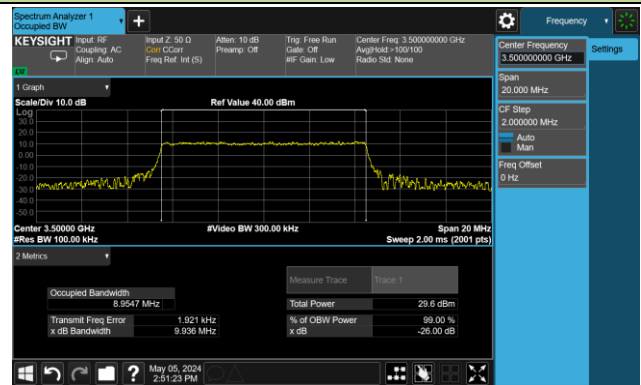 Spectrum Analyzer 1
Occupied BW
Frequency
KEYSIGHT
Input: RF
Coupling: AC
Align: Auto
Input Z: 50 Ω
Corr CCorr
Freq Ref: Int (S)
Atten: 10 dB
Preamp: Off
Trig: Free Run
Gate: Off
#IF Gain: Low
Center Freq: 3.500000000 GHz
Avg|Hold:>100/100
Radio Std: None
Center Frequency
3.500000000 GHz
Settings
Span
20.000 MHz
CF Step
2.000000 MHz
Auto
Man
Freq Offset
0 Hz
1 Graph
Scale/Div 10.0 dB
Ref Value 40.00 dBm
Log
30.0
20.0
10.0
0.00
-10.0
-20.0
-30.0
-40.0
-50.0
Center 3.50000 GHz
#Video BW 300.00 kHz
Span 20 MHz
#Res BW 100.00 kHz
Sweep 2.00 ms (2001 pts)
2 Metrics
Measure Trace
Trace 1
Occupied Bandwidth
8.9547 MHz
Total Power
29.6 dBm
Transmit Freq Error
1.921 kHz
% of OBW Power
99.00 %
x dB Bandwidth
9.936 MHz
x dB
-26.00 dB
May 05, 2024
2:51:23 PM